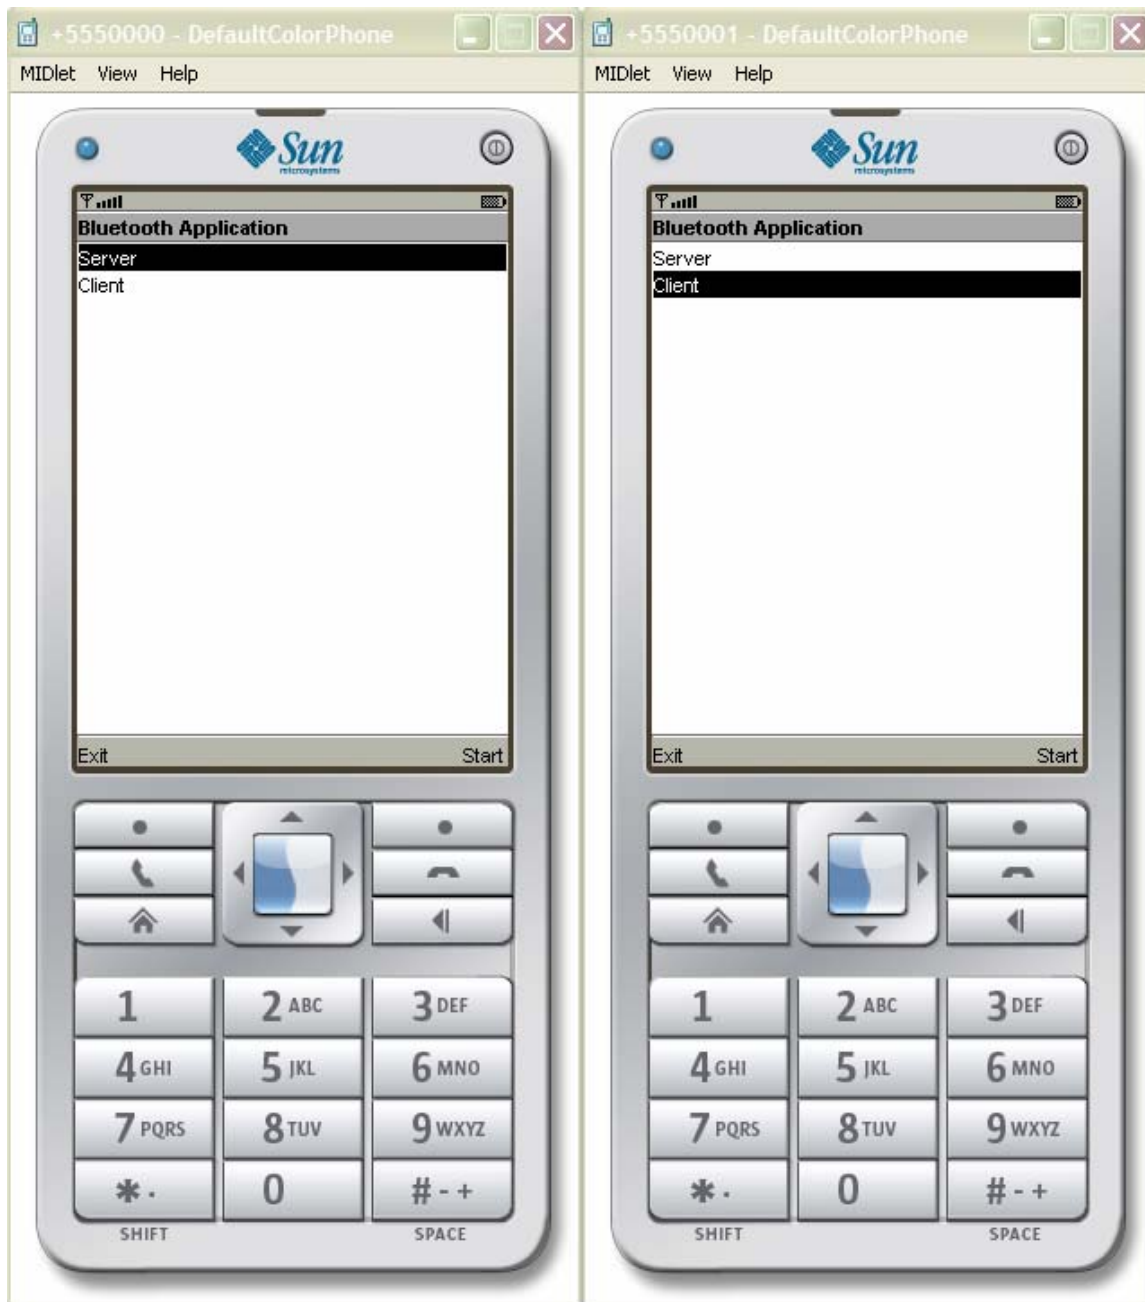 +5550000 - DefaultColorPhone
MIDlet View Help
Sun
microsystems
Bluetooth Application
Server
Client
Exit Start
1 2 ABC 3 DEF
4 GHI 5 JKL 6 MNO
7 PQRS 8 TUV 9 WXYZ
* . 0 # - +
SHIFT SPACE
+5550001 - DefaultColorPhone
MIDlet View Help
Sun
microsystems
Bluetooth Application
Server
Client
Exit Start
1 2 ABC 3 DEF
4 GHI 5 JKL 6 MNO
7 PQRS 8 TUV 9 WXYZ
* . 0 # - +
SHIFT SPACE